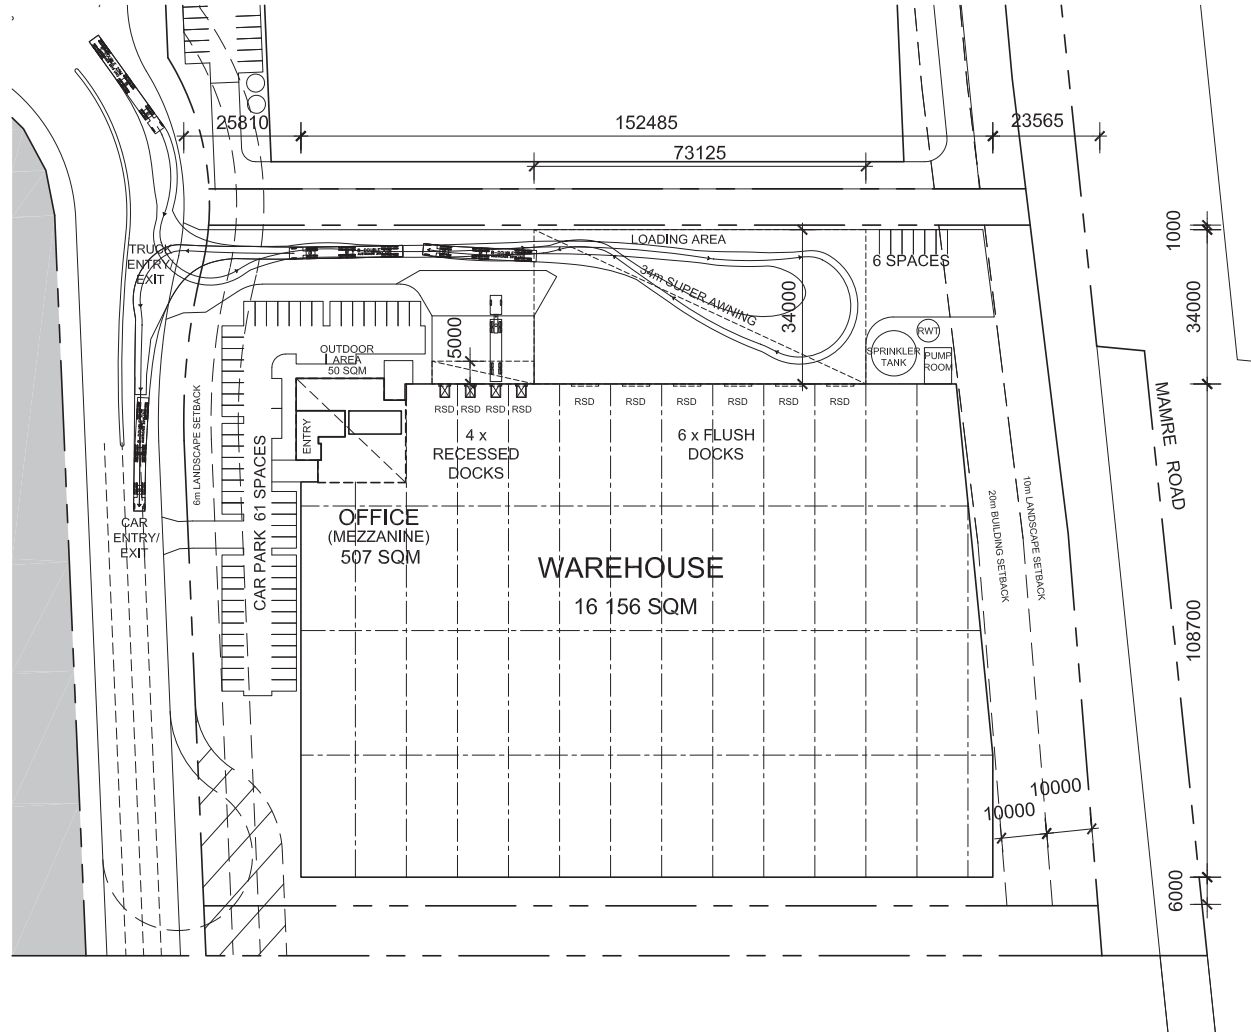 25810
152485
23565
73125
LOADING AREA
TRUCK
ENTRY/
EXIT
6 SPACES
1000
34m SUPER AWNING
34000
34000
5000
RWT
SPRINKLER
TANK
PUMP
ROOM
OUTDOOR
AREA
50 SQM
RSD
RSD
RSD
RSD
RSD
RSD
RSD
RSD
RSD
RSD
4 x
RECESSED
DOCKS
6 x FLUSH
DOCKS
ENTRY
6m LANDSCAPE SETBACK
CAR PARK 61 SPACES
MAMRE ROAD
CAR
ENTRY/
EXIT
OFFICE
(MEZZANINE)
507 SQM
WAREHOUSE
16 156 SQM
20m BUILDING SETBACK
10m LANDSCAPE SETBACK
108700
10000
10000
6000